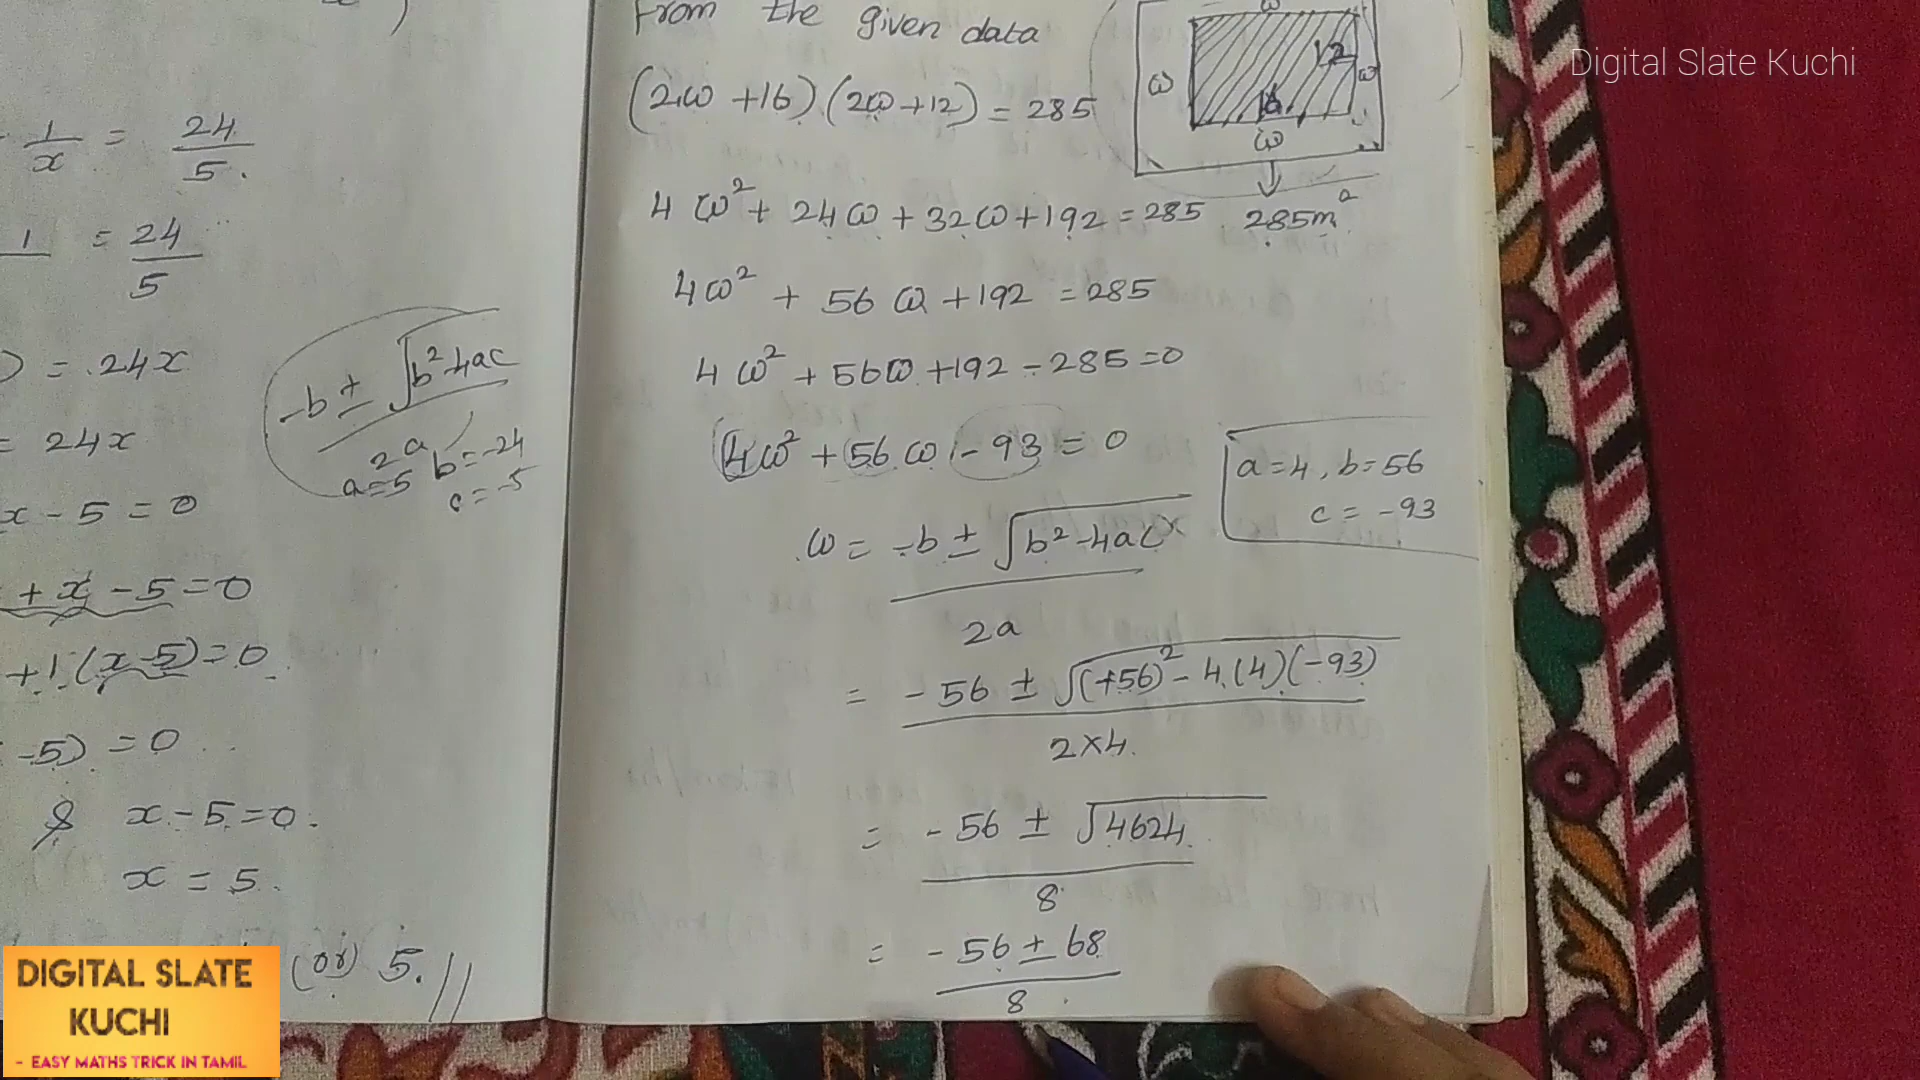 1/x = 24/5.
1 = 24/5
) = 24x
-b ± √b²-4ac
2a
= 24x
a=5 b=-24
c=-5
x - 5 = 0
+ x - 5 = 0
+1 (x-5) = 0
-5) = 0
x - 5 = 0.
x = 5.
(or) 5.//
From the given data
(2ω + 16) (2ω + 12) = 285
4ω² + 24ω + 32ω + 192 = 285
4ω² + 56ω + 192 = 285
4ω² + 56ω + 192 - 285 = 0
4ω² + 56ω - 93 = 0
ω = -b ± √b²-4ac
2a
= -56 ± √(+56)² - 4(4)(-93)
2×4.
= -56 ± √4624
8
= -56 ± 68
8
ω
12
ω
ω
16
ω
285m²
a = 4, b = 56
c = -93
Digital Slate Kuchi
DIGITAL SLATE
KUCHI
- EASY MATHS TRICK IN TAMIL